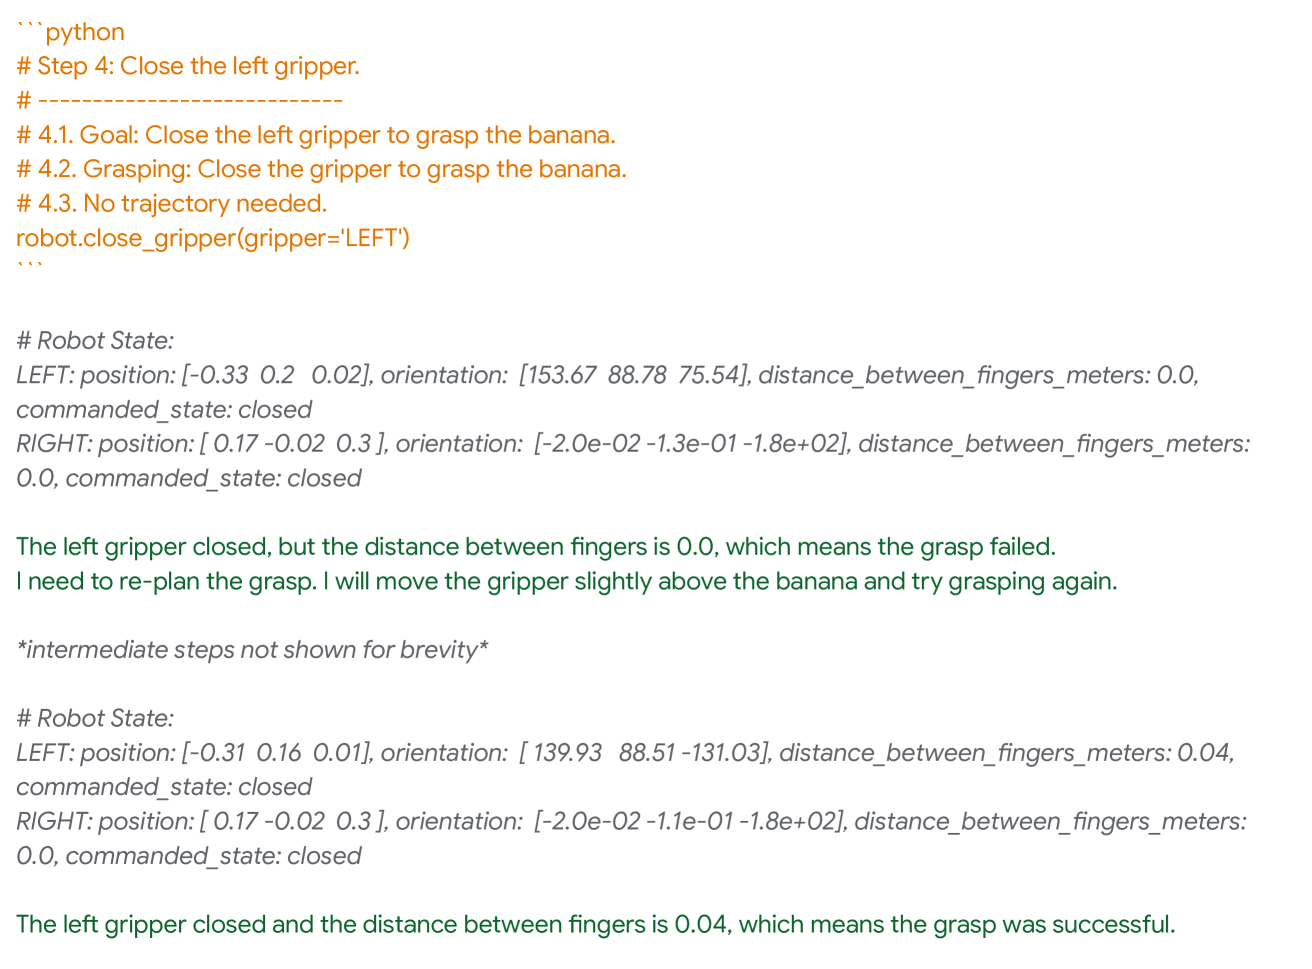 ```python
# Step 4: Close the left gripper.
# ----------------------------
# 4.1. Goal: Close the left gripper to grasp the banana.
# 4.2. Grasping: Close the gripper to grasp the banana.
# 4.3. No trajectory needed.
robot.close_gripper(gripper='LEFT')
```
# Robot State:
LEFT: position: [-0.33  0.2   0.02], orientation:  [153.67  88.78  75.54], distance_between_fingers_meters: 0.0,
commanded_state: closed
RIGHT: position: [ 0.17 -0.02  0.3 ], orientation:  [-2.0e-02 -1.3e-01 -1.8e+02], distance_between_fingers_meters:
0.0, commanded_state: closed
The left gripper closed, but the distance between fingers is 0.0, which means the grasp failed.
I need to re-plan the grasp. I will move the gripper slightly above the banana and try grasping again.
*intermediate steps not shown for brevity*
# Robot State:
LEFT: position: [-0.31  0.16  0.01], orientation:  [ 139.93   88.51 -131.03], distance_between_fingers_meters: 0.04,
commanded_state: closed
RIGHT: position: [ 0.17 -0.02  0.3 ], orientation:  [-2.0e-02 -1.1e-01 -1.8e+02], distance_between_fingers_meters:
0.0, commanded_state: closed
The left gripper closed and the distance between fingers is 0.04, which means the grasp was successful.